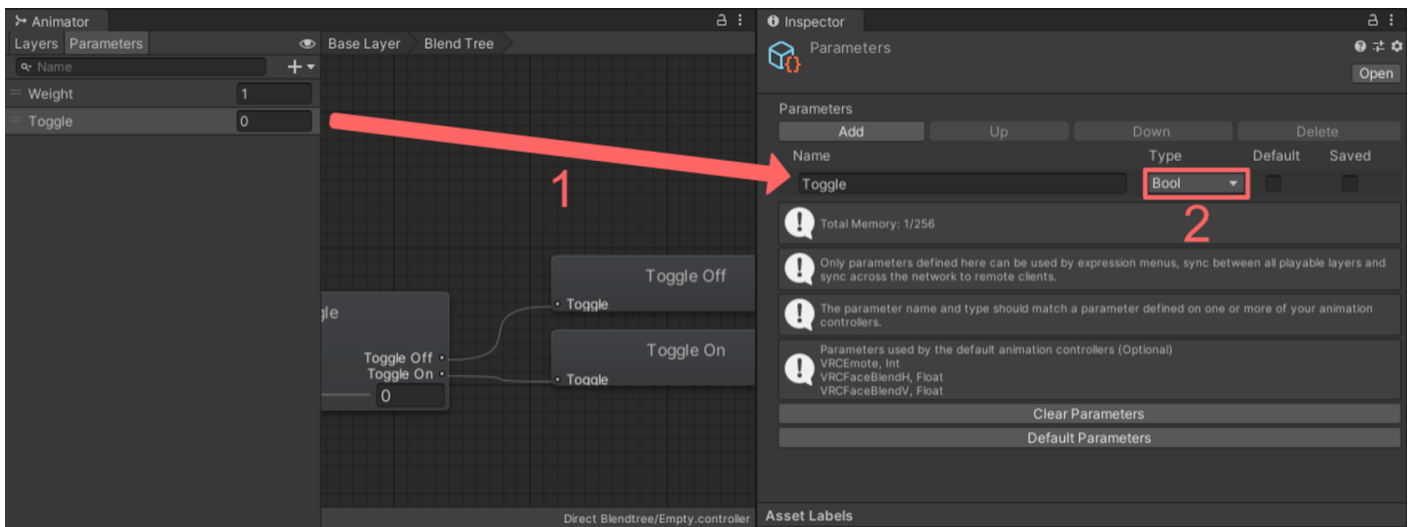 Animator
Layers Parameters
Name
Weight 1
Toggle 0
Base Layer Blend Tree
1
Toggle Off
Toggle
gle
Toggle Off
Toggle On
0
Toggle On
Toggle
Direct Blendtree/Empty.controller
Inspector
Parameters
Open
Parameters
Add Up Down Delete
Name Type Default Saved
Toggle Bool
2
Total Memory: 1/256
Only parameters defined here can be used by expression menus, sync between all playable layers and
sync across the network to remote clients.
The parameter name and type should match a parameter defined on one or more of your animation
controllers.
Parameters used by the default animation controllers (Optional)
VRCEmote, Int
VRCFaceBlendH, Float
VRCFaceBlendV, Float
Clear Parameters
Default Parameters
Asset Labels